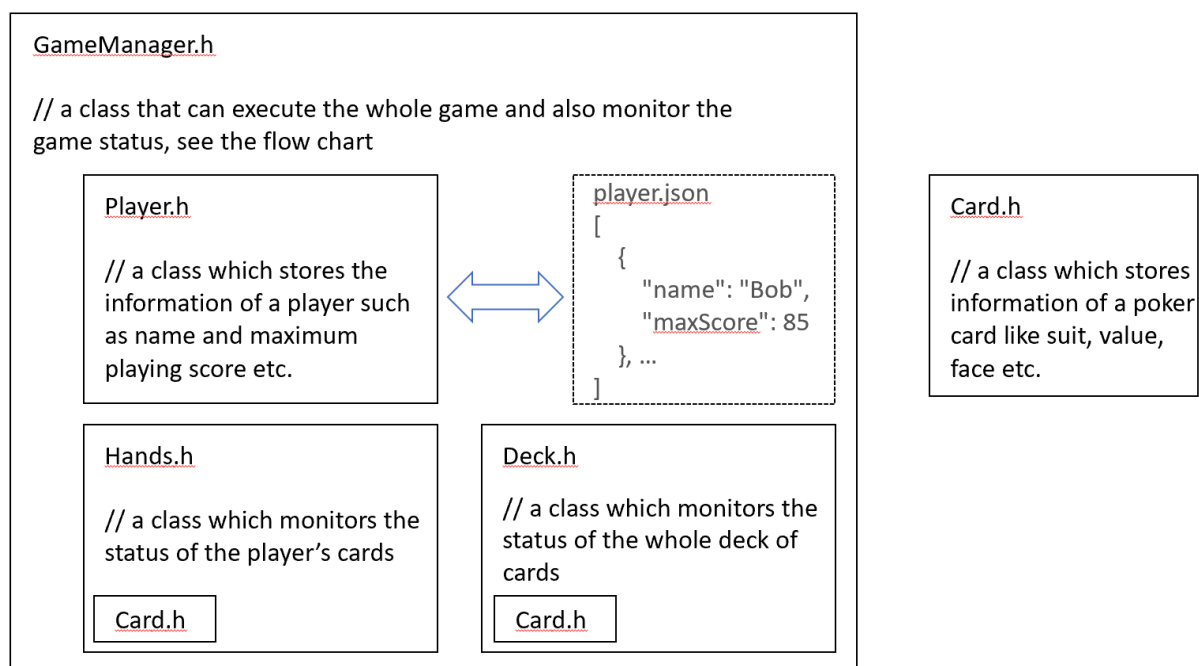 GameManager.h
// a class that can execute the whole game and also monitor the
game status, see the flow chart
Player.h
// a class which stores the
information of a player such
as name and maximum
playing score etc.
player.json
[
{
"name": "Bob",
"maxScore": 85
}, ...
]
Card.h
// a class which stores
information of a poker
card like suit, value,
face etc.
Hands.h
// a class which monitors the
status of the player’s cards
Card.h
Deck.h
// a class which monitors the
status of the whole deck of
cards
Card.h